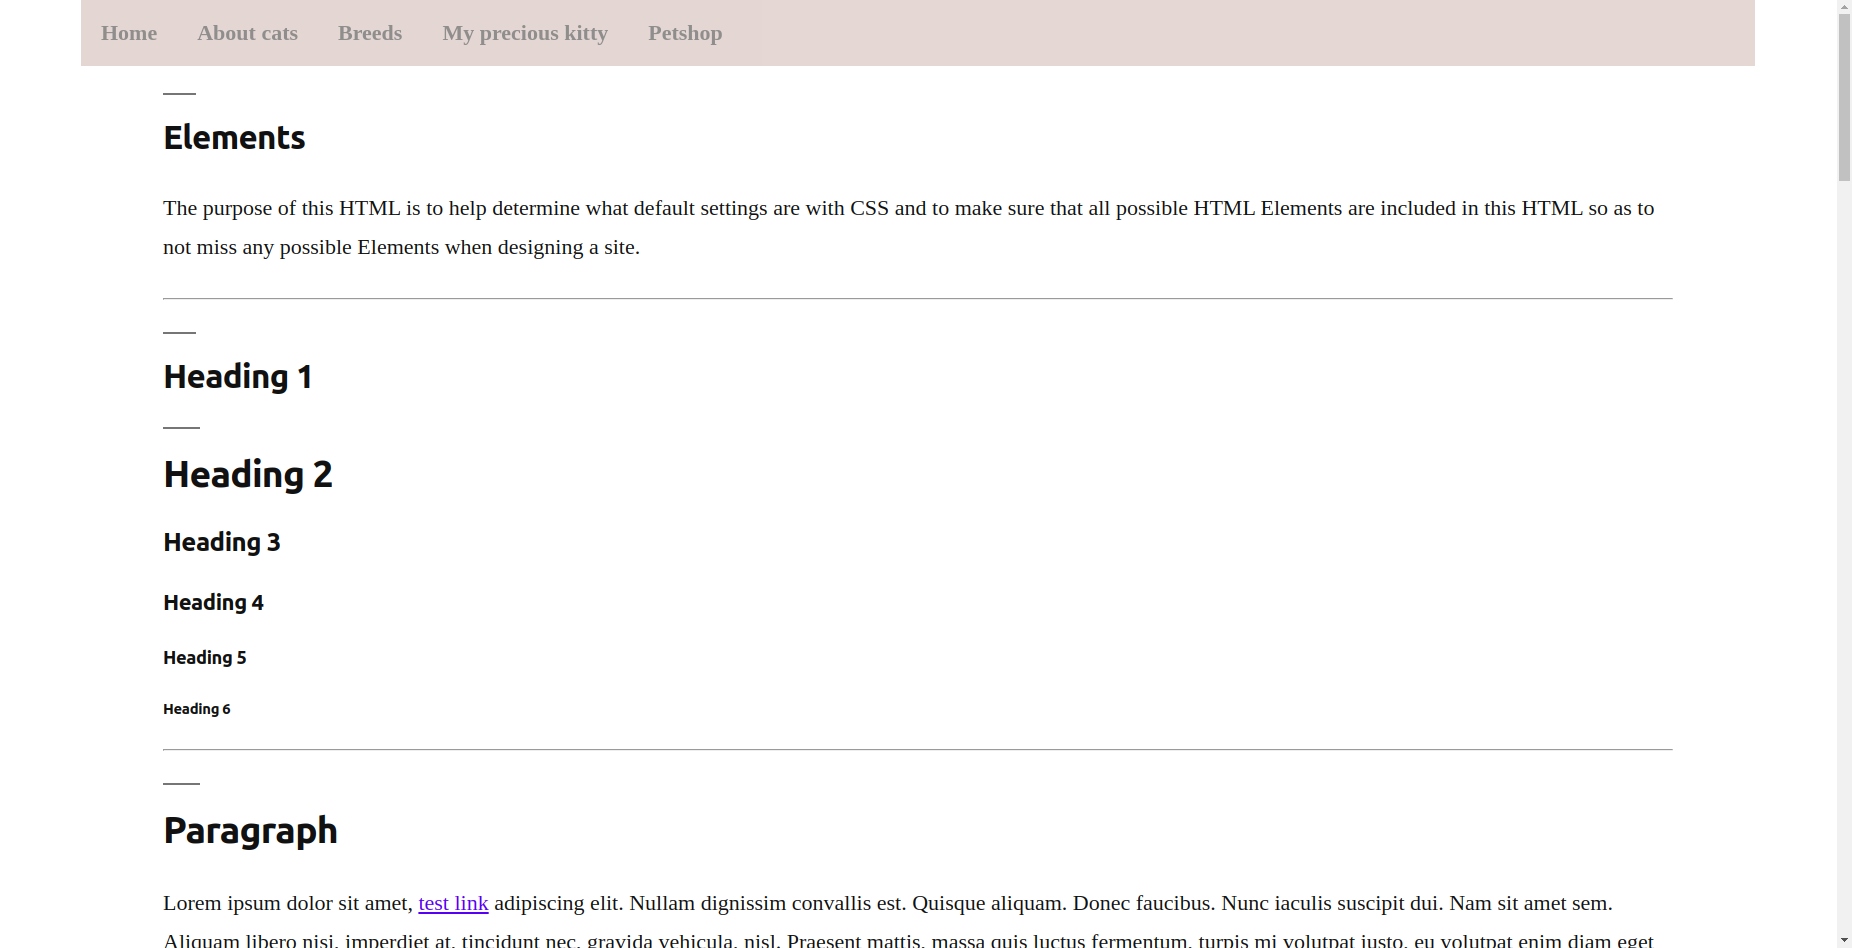 Home About cats Breeds My precious kitty Petshop
Elements
The purpose of this HTML is to help determine what default settings are with CSS and to make sure that all possible HTML Elements are included in this HTML so as to
not miss any possible Elements when designing a site.
Heading 1
Heading 2
Heading 3
Heading 4
Heading 5
Heading 6
Paragraph
Lorem ipsum dolor sit amet, test link adipiscing elit. Nullam dignissim convallis est. Quisque aliquam. Donec faucibus. Nunc iaculis suscipit dui. Nam sit amet sem.
Aliquam libero nisi, imperdiet at, tincidunt nec, gravida vehicula, nisl. Praesent mattis, massa quis luctus fermentum, turpis mi volutpat justo, eu volutpat enim diam eget